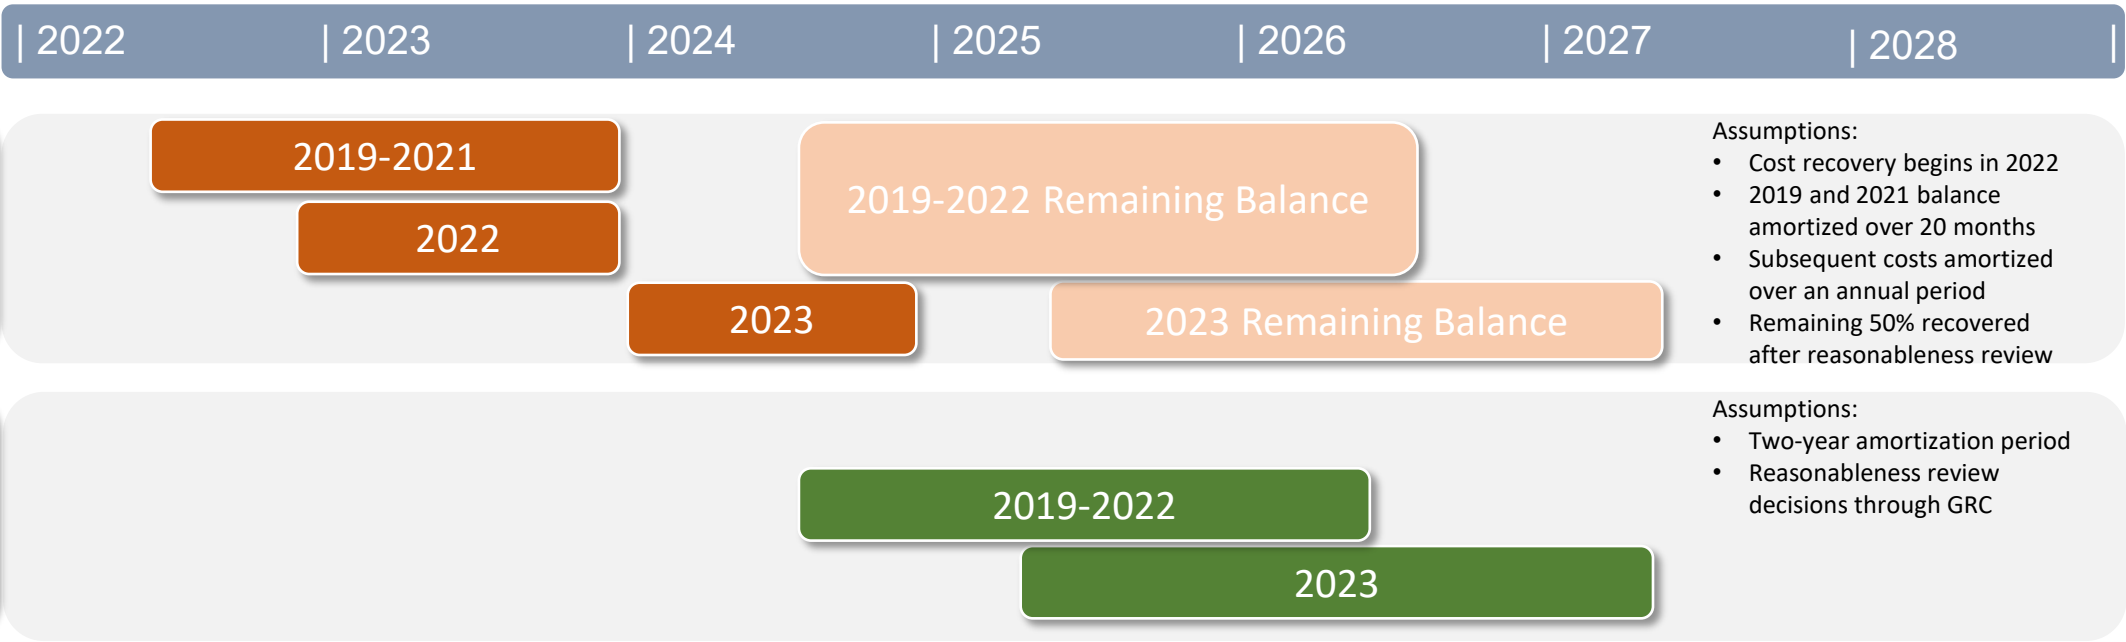 | 2022 | 2023 | 2024 | 2025 | 2026 | 2027 | 2028 |
2019-2021
2022
2023
2019-2022 Remaining Balance
2023 Remaining Balance
Assumptions:
• Cost recovery begins in 2022
• 2019 and 2021 balance
amortized over 20 months
• Subsequent costs amortized
over an annual period
• Remaining 50% recovered
after reasonableness review
2019-2022
2023
Assumptions:
• Two-year amortization period
• Reasonableness review
decisions through GRC